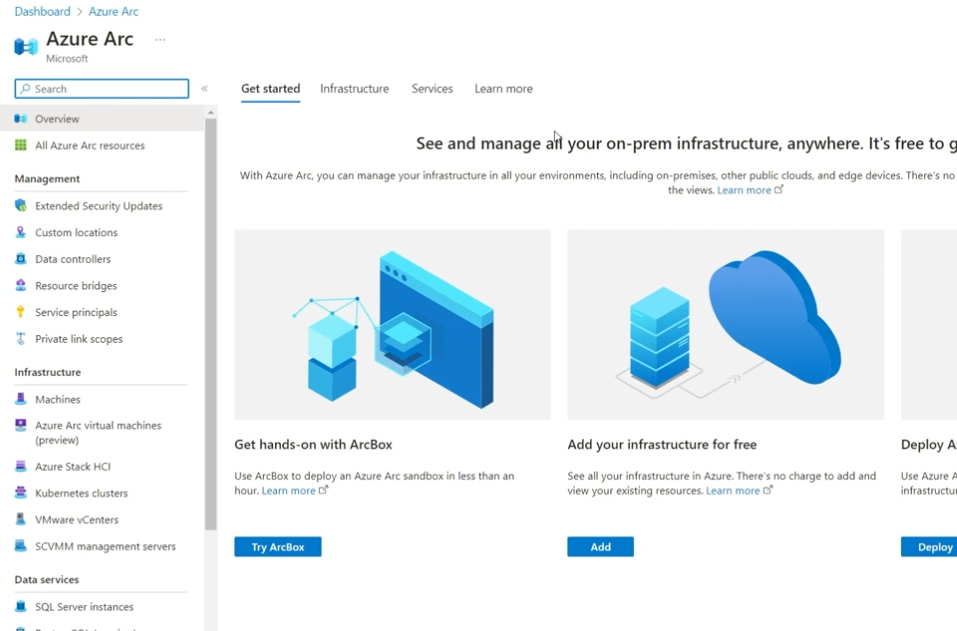 Dashboard > Azure Arc
Azure Arc ...
Microsoft
Search «
Overview
All Azure Arc resources
Management
Extended Security Updates
Custom locations
Data controllers
Resource bridges
Service principals
Private link scopes
Infrastructure
Machines
Azure Arc virtual machines
(preview)
Azure Stack HCI
Kubernetes clusters
VMware vCenters
SCVMM management servers
Data services
SQL Server instances
Get started Infrastructure Services Learn more
See and manage all your on-prem infrastructure, anywhere. It's free to g
With Azure Arc, you can manage your infrastructure in all your environments, including on-premises, other public clouds, and edge devices. There's no
the views. Learn more
Get hands-on with ArcBox
Use ArcBox to deploy an Azure Arc sandbox in less than an
hour. Learn more
Try ArcBox
Add your infrastructure for free
See all your infrastructure in Azure. There's no charge to add and
view your existing resources. Learn more
Add
Deploy A
Use Azure A
infrastructu
Deploy